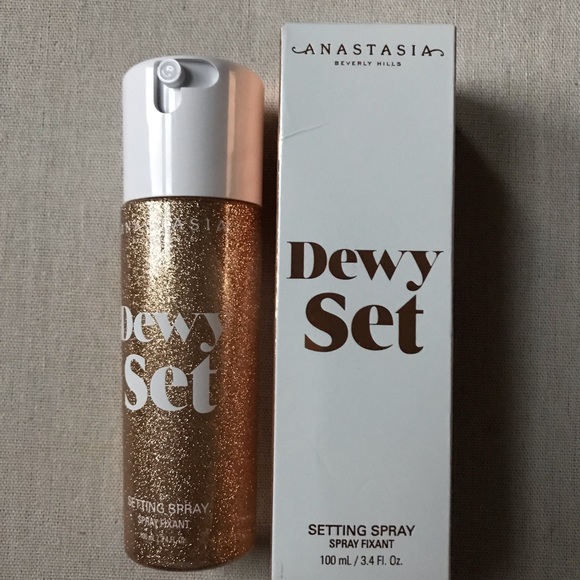 ANASTASIA
Dewy
Set
SETTING SPRAY
SPRAY FIXANT
ANASTASIA
BEVERLY HILLS
Dewy
Set
SETTING SPRAY
SPRAY FIXANT
100 mL / 3.4 Fl. Oz.